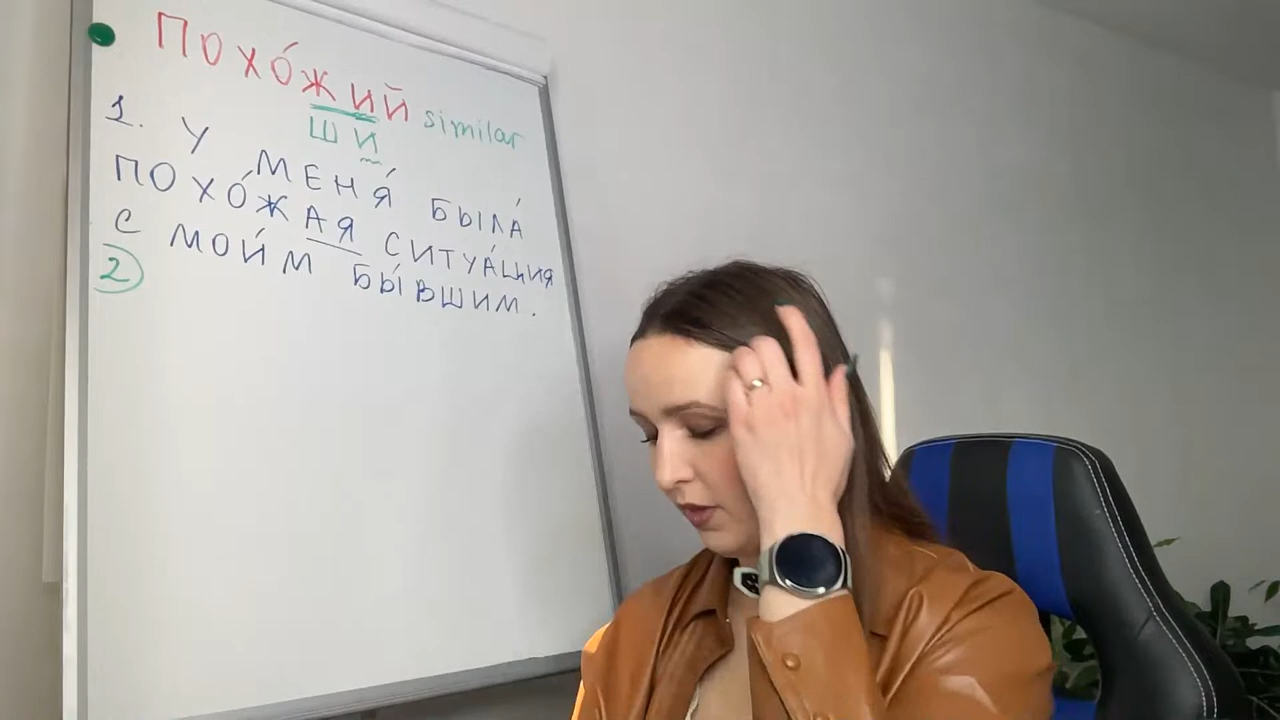 ПОХО́ЖИЙ similar
ШИ
1. У МЕНЯ́ БЫЛА́
ПОХО́ЖАЯ СИТУА́ЦИЯ
С МОИ́М БЫ́ВШИМ.
2